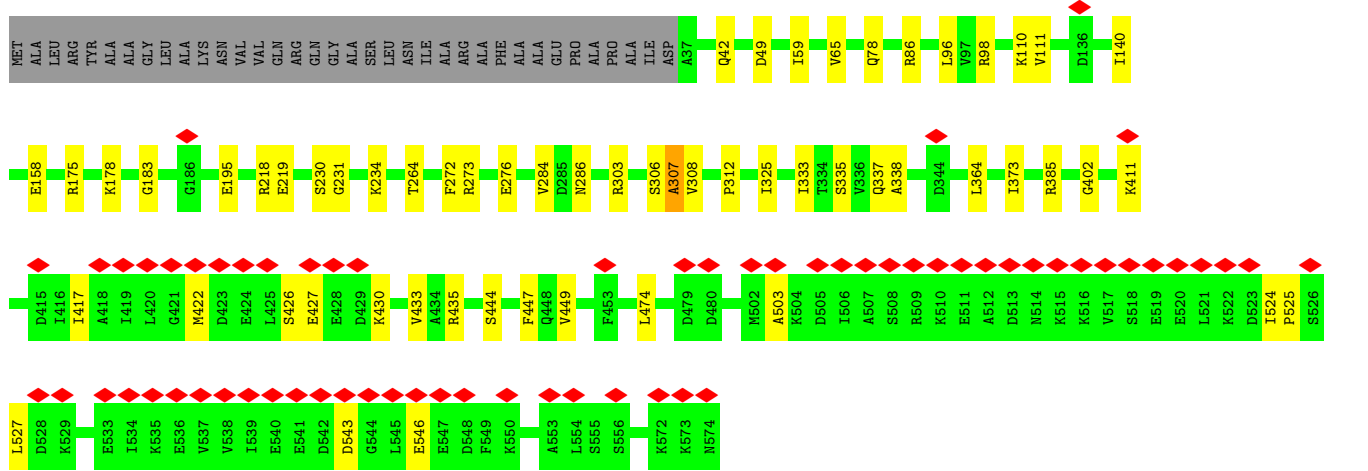 MET ALA LEU ARG TYR ALA ALA GLY LEU ALA LYS ASN VAL VAL GLN ARG GLN GLY ALA SER LEU ASN ILE ALA ARG ALA PHE ALA ALA GLU PRO ALA PRO ALA ILE ASP A37 Q42 D49 I59 V65 Q78 R86 L96 V97 R98 K110 V111 D136 I140
E158 R175 K178 G183 G186 E195 R218 E219 S230 G231 K234 T264 F272 R273 E276 V284 D285 N286 R303 S306 A307 V308 P312 I325 I333 T334 S335 V336 Q337 A338 D344 L364 I373 R385 G402 K411
D415 I416 I417 A418 I419 L420 G421 M422 D423 E424 L425 S426 E427 E428 D429 K430 V433 A434 R435 S444 F447 Q448 V449 F453 L474 D479 D480 M502 A503 K504 D505 I506 A507 S508 R509 K510 E511 A512 D513 N514 K515 K516 V517 S518 E519 E520 L521 K522 D523 I524 P525 S526
L527 D528 K529 E533 I534 K535 E536 V537 V538 I539 E540 E541 D542 D543 G544 L545 E546 E547 D548 F549 K550 A553 L554 S555 S556 K572 K573 N574